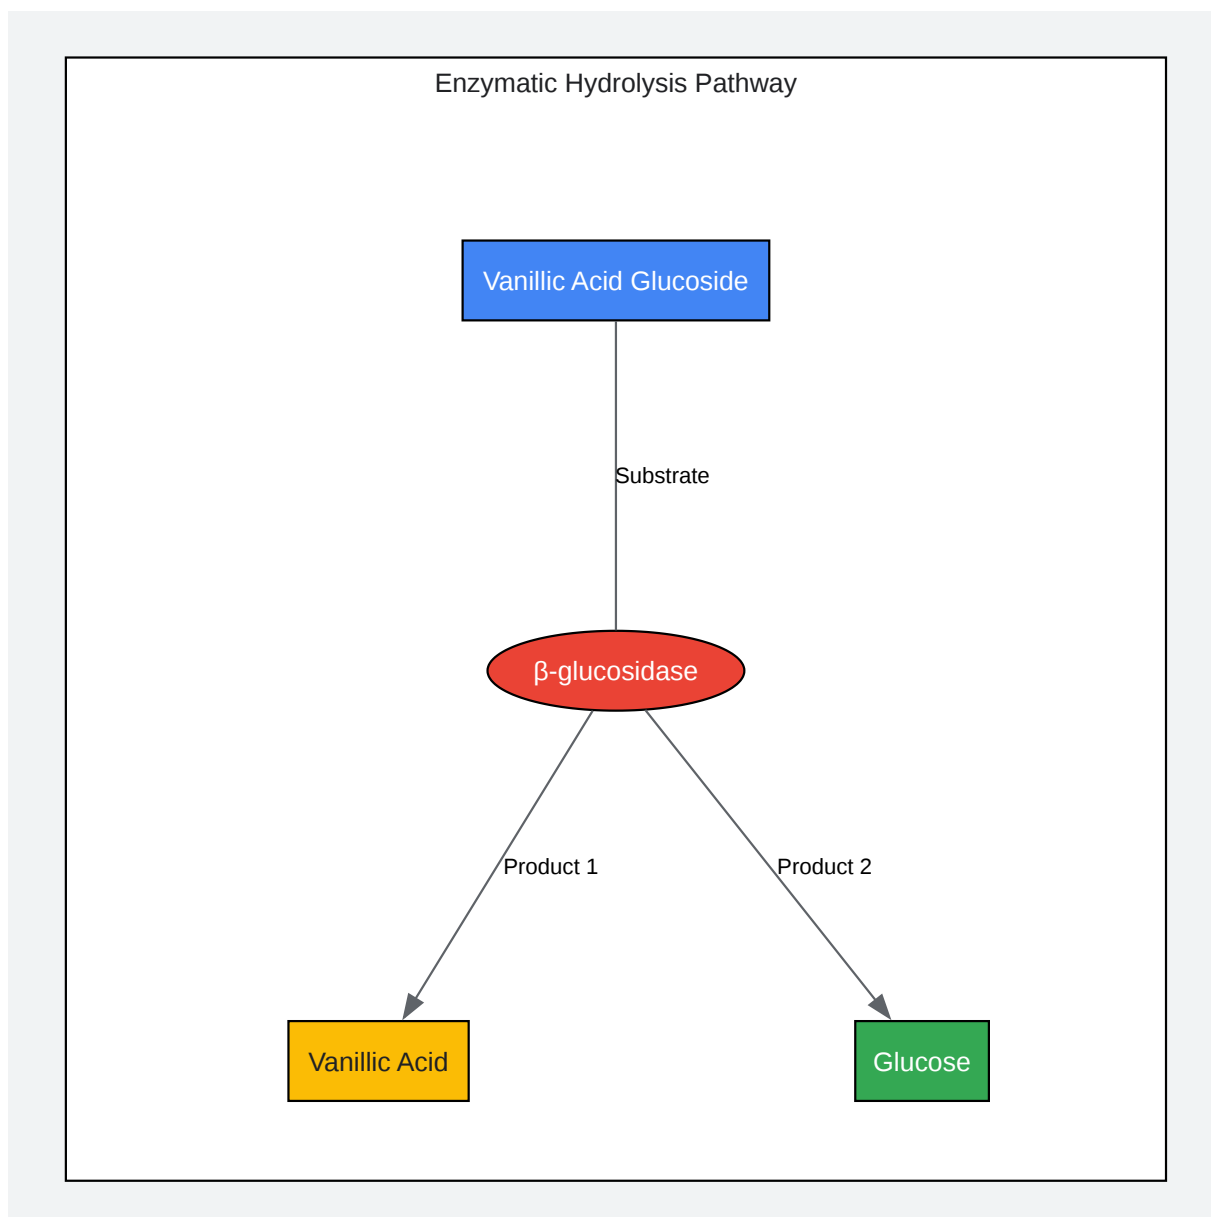 Enzymatic Hydrolysis Pathway
Vanillic Acid Glucoside
Substrate
β-glucosidase
Product 1
Product 2
Vanillic Acid
Glucose